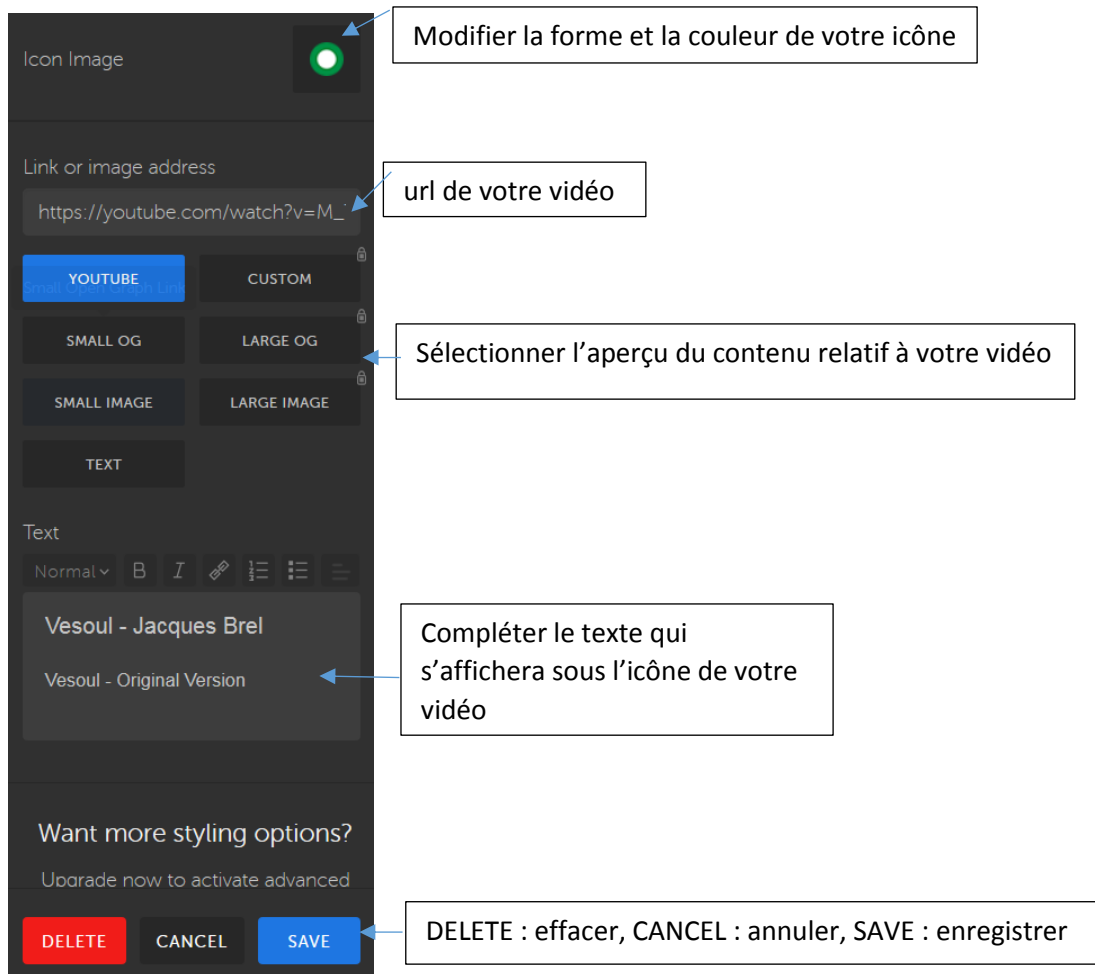 Icon Image
Modifier la forme et la couleur de votre icône
Link or image address
https://youtube.com/watch?v=M_
url de votre vidéo
YOUTUBE
CUSTOM
Small Open Graph Link
SMALL OG
LARGE OG
Sélectionner l’aperçu du contenu relatif à votre vidéo
SMALL IMAGE
LARGE IMAGE
TEXT
Text
Normal B I
Vesoul - Jacques Brel
Vesoul - Original Version
Compléter le texte qui
s’affichera sous l’icône de votre
vidéo
Want more styling options?
Upgrade now to activate advanced
DELETE
CANCEL
SAVE
DELETE : effacer, CANCEL : annuler, SAVE : enregistrer